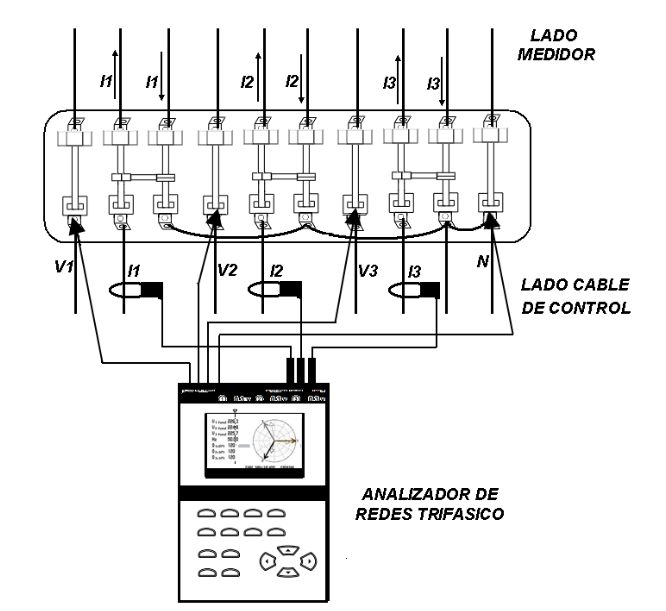 LADO
MEDIDOR
I1
I1
I2
I2
I3
I3
V1
I1
V2
I2
V3
I3
N
LADO CABLE
DE CONTROL
ANALIZADOR DE
REDES TRIFASICO